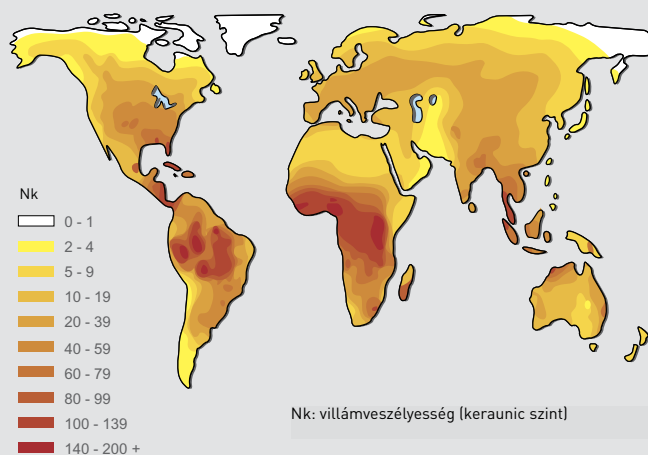 Nk
0 - 1
2 - 4
5 - 9
10 - 19
20 - 39
40 - 59
60 - 79
80 - 99
100 - 139
140 - 200 +
Nk: villámveszélyesség (keraunic szint)